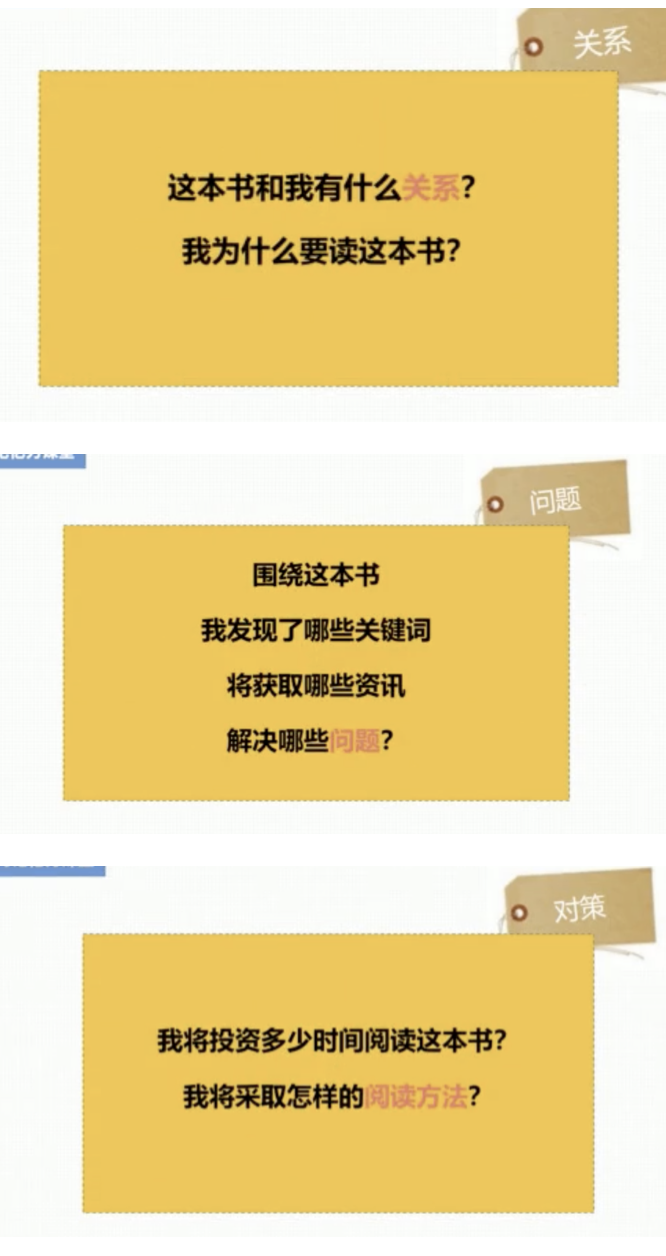 关系
这本书和我有什么关系?
我为什么要读这本书?
问题
围绕这本书
我发现了哪些关键词
将获取哪些资讯
解决哪些问题?
对策
我将投资多少时间阅读这本书?
我将采取怎样的阅读方法?